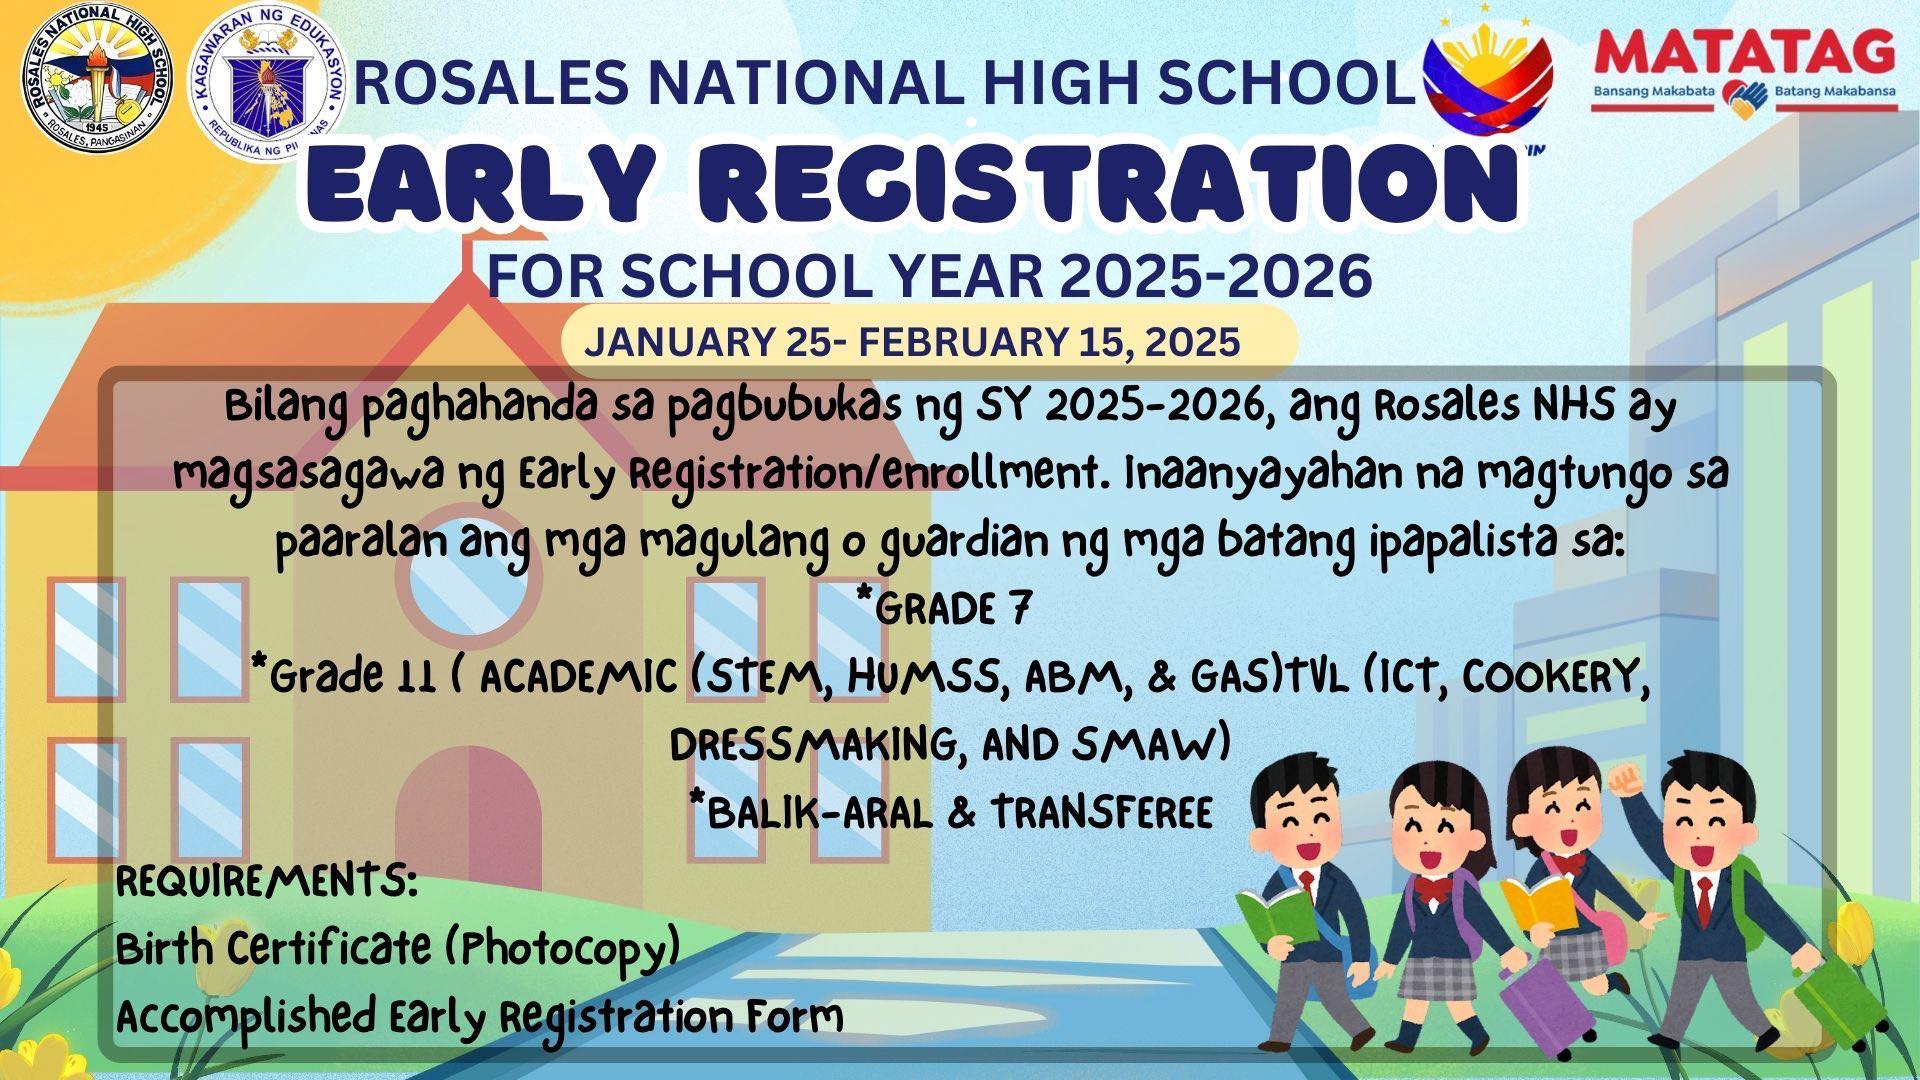 ROSALES NATIONAL HIGH SCHOOL
1945
ROSALES, PANGASINAN
KAGAWARAN NG EDUKASYON
REPUBLIKA NG PI NAS
ROSALES NATIONAL HIGH SCHOOL
MATATAG
Bansang Makabata Batang Makabansa
EARLY REGISTRATION
FOR SCHOOL YEAR 2025-2026
JANUARY 25- FEBRUARY 15, 2025
Bilang paghahanda sa pagbubukas ng SY 2025-2026, ang Rosales NHS ay
magsasagawa ng Early Registration/enrollment. Inaanyayahan na magtungo sa
paaralan ang mga magulang o guardian ng mga batang ipapalista sa:
*GRADE 7
*Grade 11 ( ACADEMIC (STEM, HUMSS, ABM, & GAS)TVL (ICT, COOKERY,
DRESSMAKING, AND SMAW)
*BALIK-ARAL & TRANSFEREE
REQUIREMENTS:
Birth Certificate (Photocopy)
Accomplished Early Registration Form